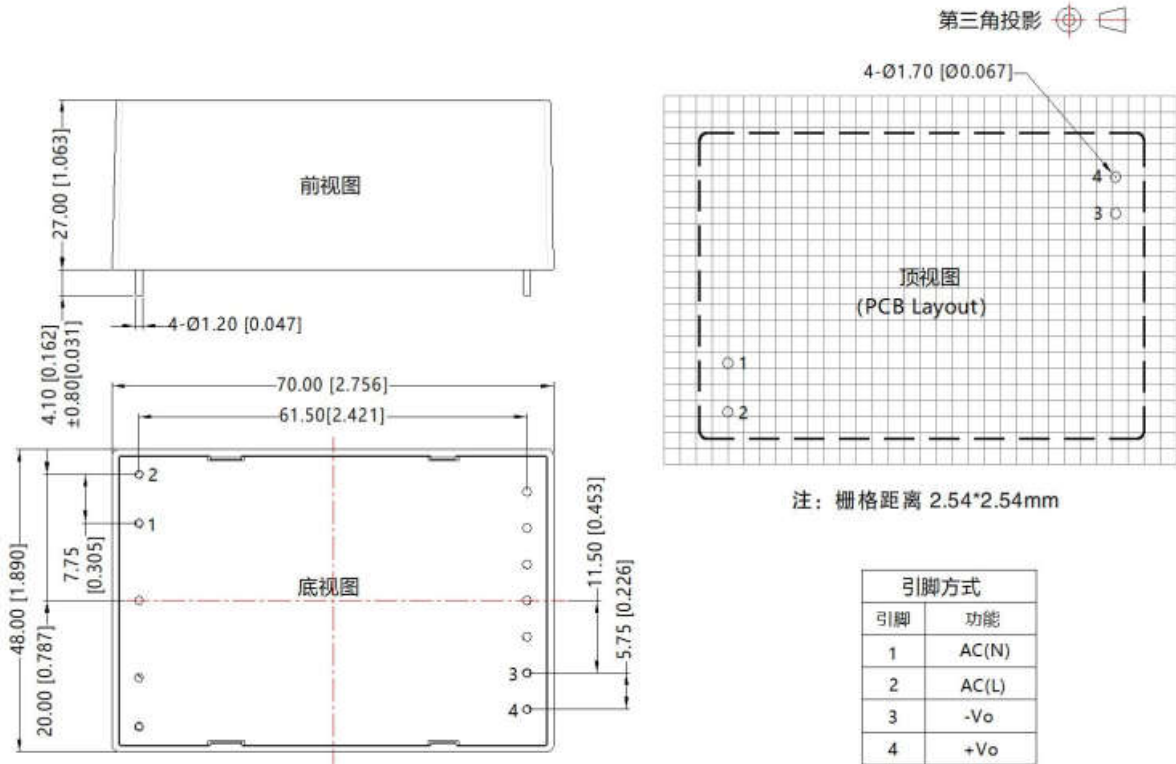 第三角投影
4-Ø1.70 [Ø0.067]
27.00 [1.063]
前视图
4
3
顶视图
(PCB Layout)
1
2
4-Ø1.20 [0.047]
4.10 [0.162]
±0.80[0.031]
70.00 [2.756]
61.50[2.421]
注：栅格距离 2.54*2.54mm
2
1
7.75
[0.305]
48.00 [1.890]
20.00 [0.787]
底视图
11.50 [0.453]
5.75 [0.226]
3
4
引脚方式
引脚 功能
1 AC(N)
2 AC(L)
3 -Vo
4 +Vo